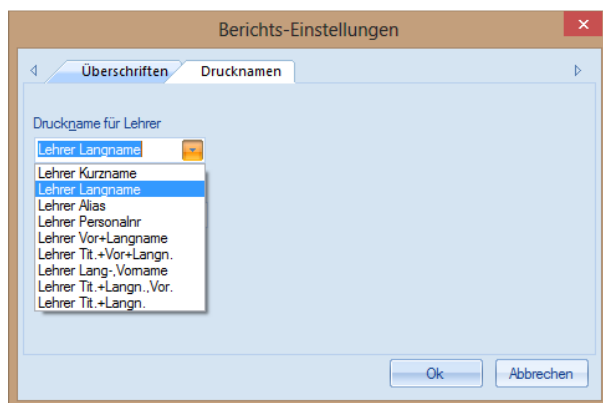 Berichts-Einstellungen
Überschriften Drucknamen
Druckname für Lehrer
Lehrer Langname
Lehrer Kurzname
Lehrer Langname
Lehrer Alias
Lehrer Personalnr
Lehrer Vor+Langname
Lehrer Tit.+Vor+Langn.
Lehrer Lang-,Vorname
Lehrer Tit.+Langn.,Vor.
Lehrer Tit.+Langn.
Ok Abbrechen